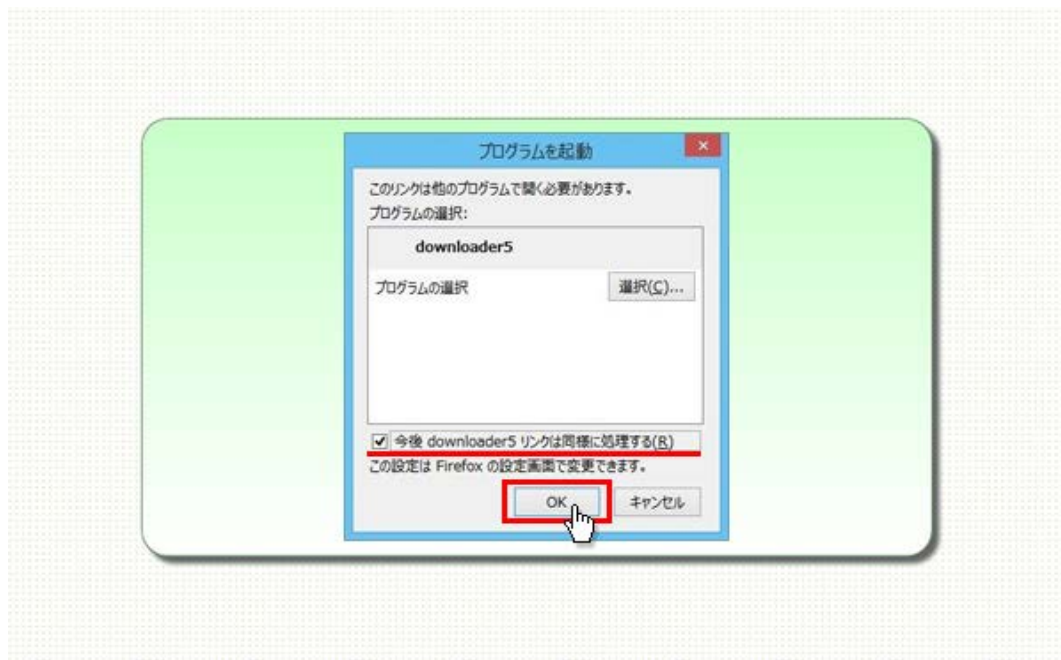 プログラムを起動
このリンクは他のプログラムで開く必要があります。
プログラムの選択:
downloader5
プログラムの選択 選択(C)...
今後 downloader5 リンクは同様に処理する(R)
この設定は Firefox の設定画面で変更できます。
OK キャンセル